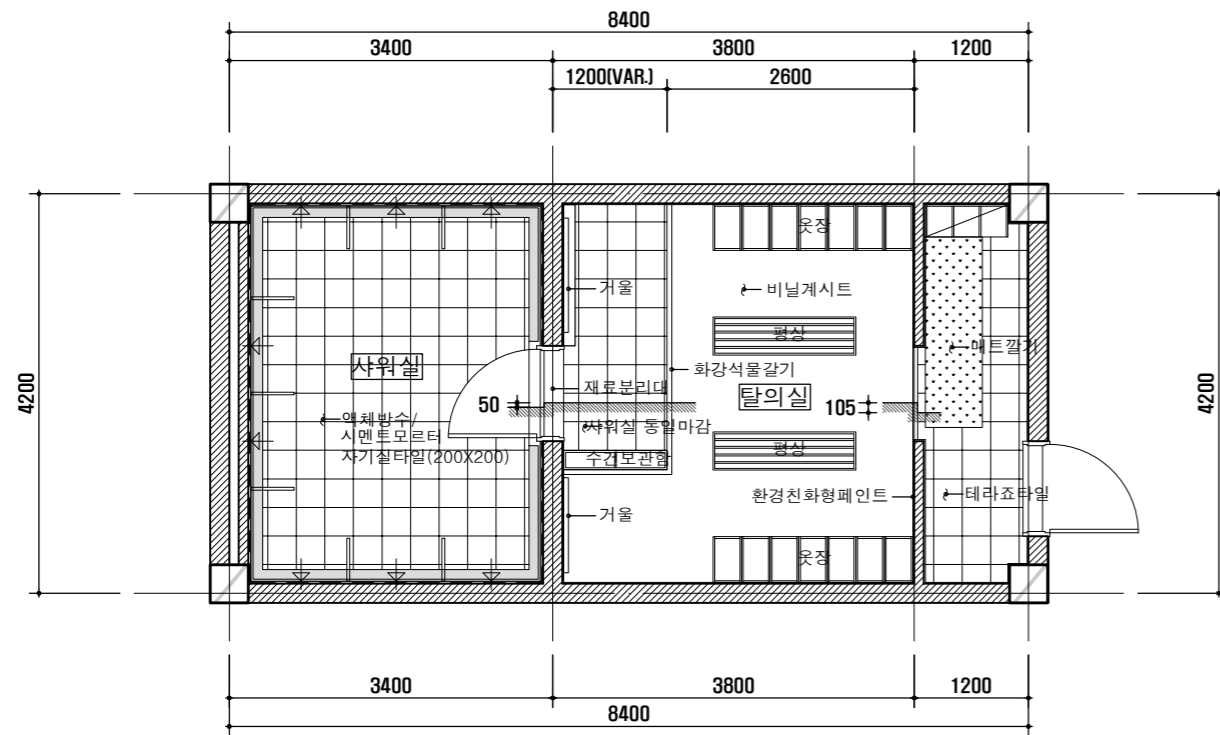 8400
3400
3800
1200
1200(VAR.)
2600
4200
4200
옷장
거울
비닐계시트
평상
매트깔기
샤워실
화강석물갈기
재료분리대
탈의실
50
105
액체방수/
시멘트모르터
자기질타일(200X200)
샤워실 동일마감
수건보관함
평상
환경친화형페인트
테라죠타일
거울
옷장
3400
3800
1200
8400